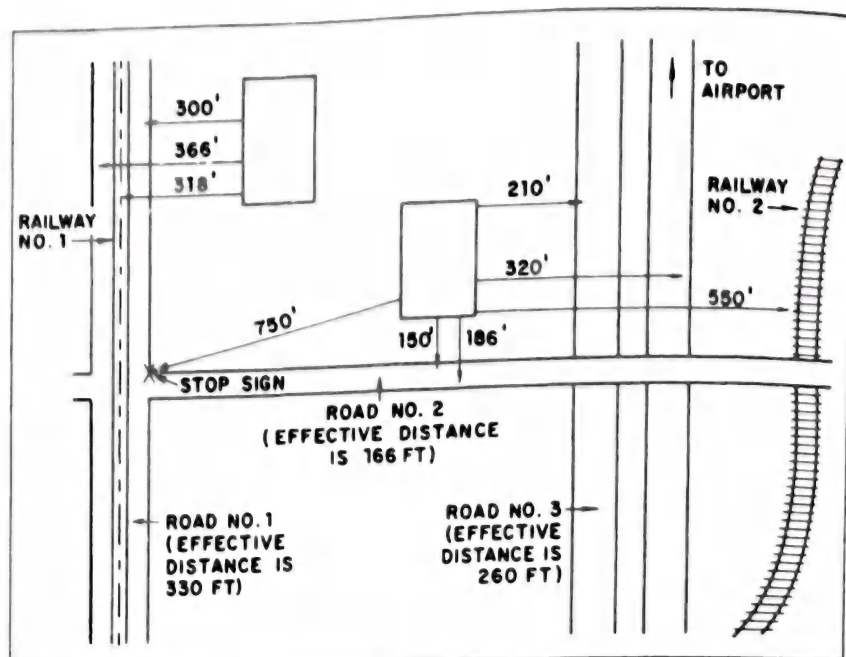 300'
366'
318'
RAILWAY
NO. 1
TO
AIRPORT
210'
RAILWAY
NO. 2
320'
550'
750'
150'
186'
STOP SIGN
ROAD NO. 2
(EFFECTIVE DISTANCE
IS 166 FT)
ROAD NO. 1
(EFFECTIVE
DISTANCE IS
330 FT)
ROAD NO. 3
(EFFECTIVE
DISTANCE IS
260 FT)